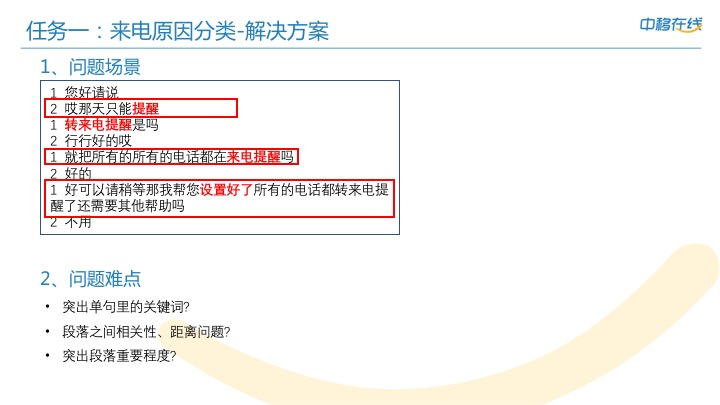 任务一：来电原因分类-解决方案
中移在线
1、问题场景
1 您好请说
2 哎那天只能提醒
1 转来电提醒是吗
2 行行好的哎
1 就把所有的所有的电话都在来电提醒吗
2 好的
1 好可以请稍等那我帮您设置好了所有的电话都转来电提
醒了还需要其他帮助吗
2 不用
2、问题难点
• 突出单句里的关键词?
• 段落之间相关性、距离问题?
• 突出段落重要程度?